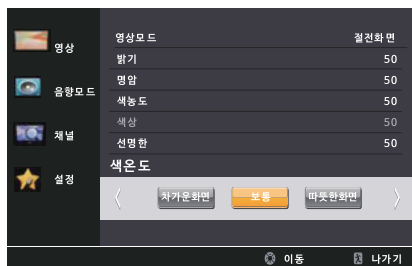 영상
음향모드
채널
설정
영상모드 절전화면
밝기 50
명암 50
색농도 50
색상 50
선명한 50
색온도
차가운화면 보통 따뜻한화면
이동 나가기